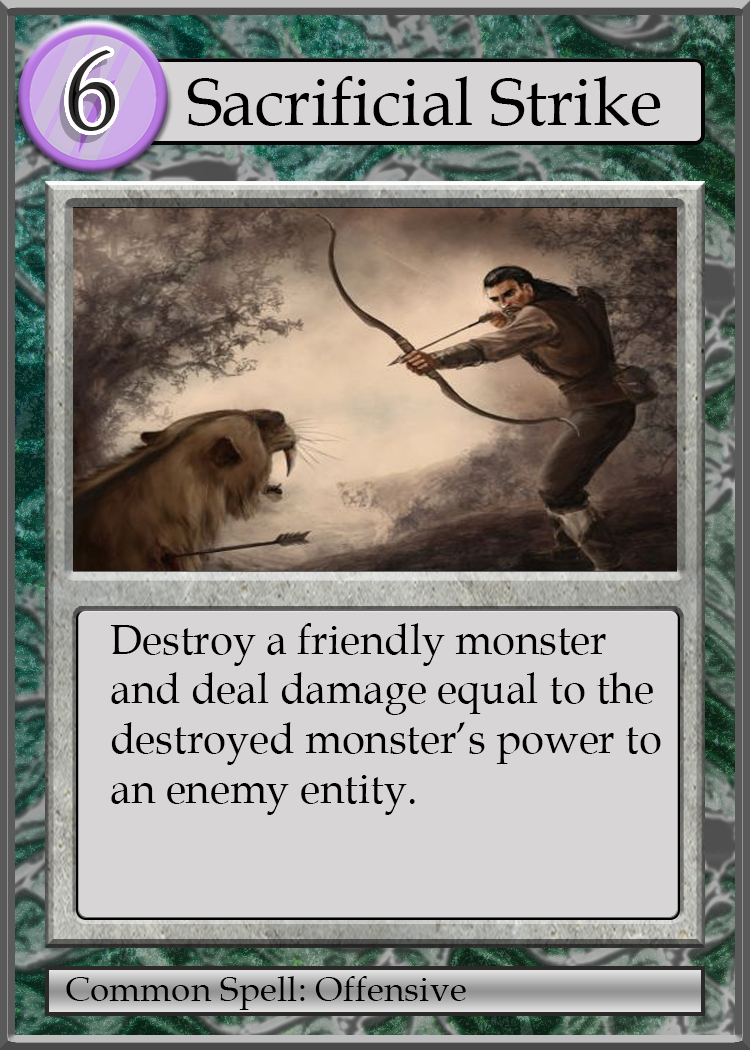 6
Sacrificial Strike
Destroy a friendly monster
and deal damage equal to the
destroyed monster's power to
an enemy entity.
Common Spell: Offensive